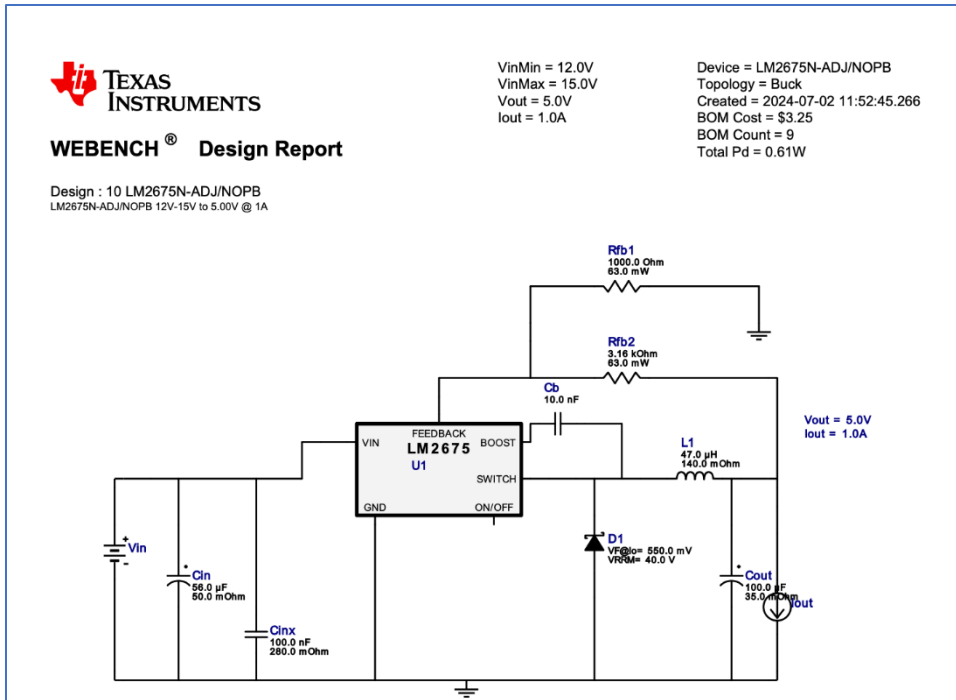 TEXAS
INSTRUMENTS
WEBENCH ® Design Report
Design : 10 LM2675N-ADJ/NOPB
LM2675N-ADJ/NOPB 12V-15V to 5.00V @ 1A
VinMin = 12.0V
VinMax = 15.0V
Vout = 5.0V
Iout = 1.0A
Device = LM2675N-ADJ/NOPB
Topology = Buck
Created = 2024-07-02 11:52:45.266
BOM Cost = $3.25
BOM Count = 9
Total Pd = 0.61W
Rfb1
1000.0 Ohm
63.0 mW
Rfb2
3.16 kOhm
63.0 mW
Cb
10.0 nF
VIN
FEEDBACK
BOOST
LM2675
U1
SWITCH
GND
ON/OFF
L1
47.0 µH
140.0 mOhm
Vout = 5.0V
Iout = 1.0A
+
Vin
-
Cin
56.0 µF
50.0 mOhm
Cinx
100.0 nF
280.0 mOhm
D1
VF@Io= 550.0 mV
VRRM= 40.0 V
Cout
100.0 µF
35.0 mOhm
Iout